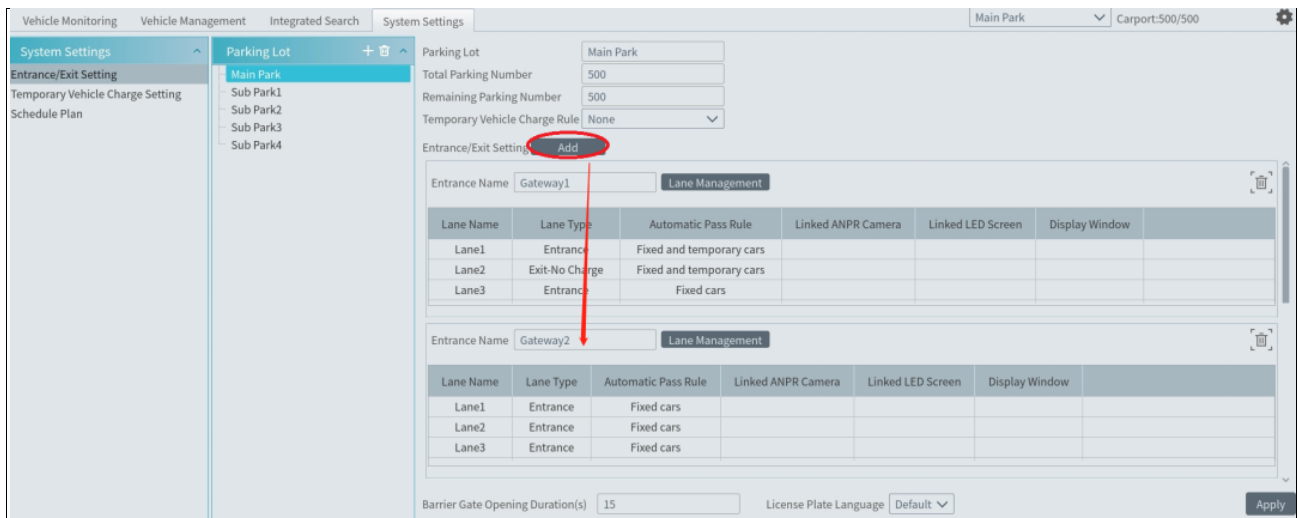 Vehicle Monitoring Vehicle Management Integrated Search System Settings Main Park Carport:500/500
System Settings
Entrance/Exit Setting
Temporary Vehicle Charge Setting
Schedule Plan
Parking Lot
Main Park
Sub Park1
Sub Park2
Sub Park3
Sub Park4
Parking Lot Main Park
Total Parking Number 500
Remaining Parking Number 500
Temporary Vehicle Charge Rule None
Entrance/Exit Setting Add
Entrance Name Gateway1 Lane Management
Lane Name Lane Type Automatic Pass Rule Linked ANPR Camera Linked LED Screen Display Window
Lane1 Entrance Fixed and temporary cars
Lane2 Exit-No Charge Fixed and temporary cars
Lane3 Entrance Fixed cars
Entrance Name Gateway2 Lane Management
Lane Name Lane Type Automatic Pass Rule Linked ANPR Camera Linked LED Screen Display Window
Lane1 Entrance Fixed cars
Lane2 Entrance Fixed cars
Lane3 Entrance Fixed cars
Barrier Gate Opening Duration(s) 15 License Plate Language Default Apply